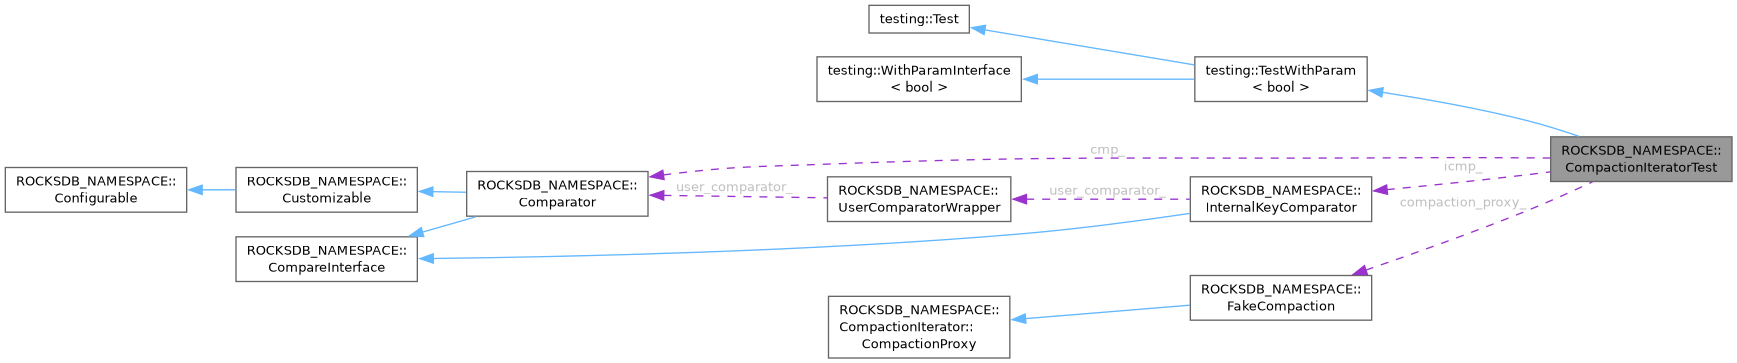 testing::Test
testing::WithParamInterface
< bool >
testing::TestWithParam
< bool >
ROCKSDB_NAMESPACE::
CompactionIteratorTest
cmp_
icmp_
compaction_proxy_
ROCKSDB_NAMESPACE::
Configurable
ROCKSDB_NAMESPACE::
Customizable
ROCKSDB_NAMESPACE::
Comparator
user_comparator_
ROCKSDB_NAMESPACE::
UserComparatorWrapper
user_comparator_
ROCKSDB_NAMESPACE::
InternalKeyComparator
ROCKSDB_NAMESPACE::
CompareInterface
ROCKSDB_NAMESPACE::
FakeCompaction
ROCKSDB_NAMESPACE::
CompactionIterator::
CompactionProxy